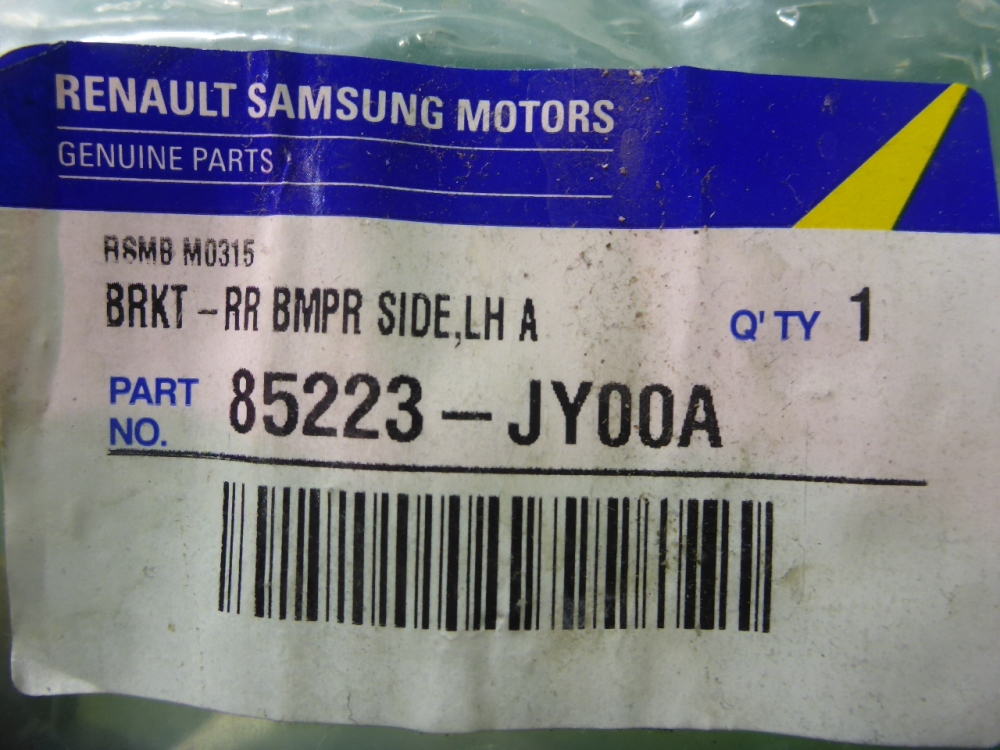 RENAULT SAMSUNG MOTORS
GENUINE PARTS
RSMB M0315
BRKT-RR BMPR SIDE,LH A
Q'TY 1
PART NO. 85223-JY00A